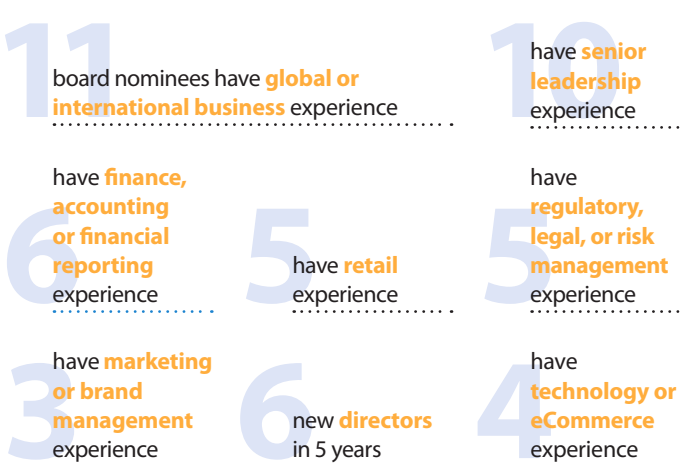 11
board nominees have global or
international business experience
10
have senior
leadership
experience
6
have finance,
accounting
or financial
reporting
experience
5
have retail
experience
5
have
regulatory,
legal, or risk
management
experience
3
have marketing
or brand
management
experience
6
new directors
in 5 years
4
have
technology or
eCommerce
experience